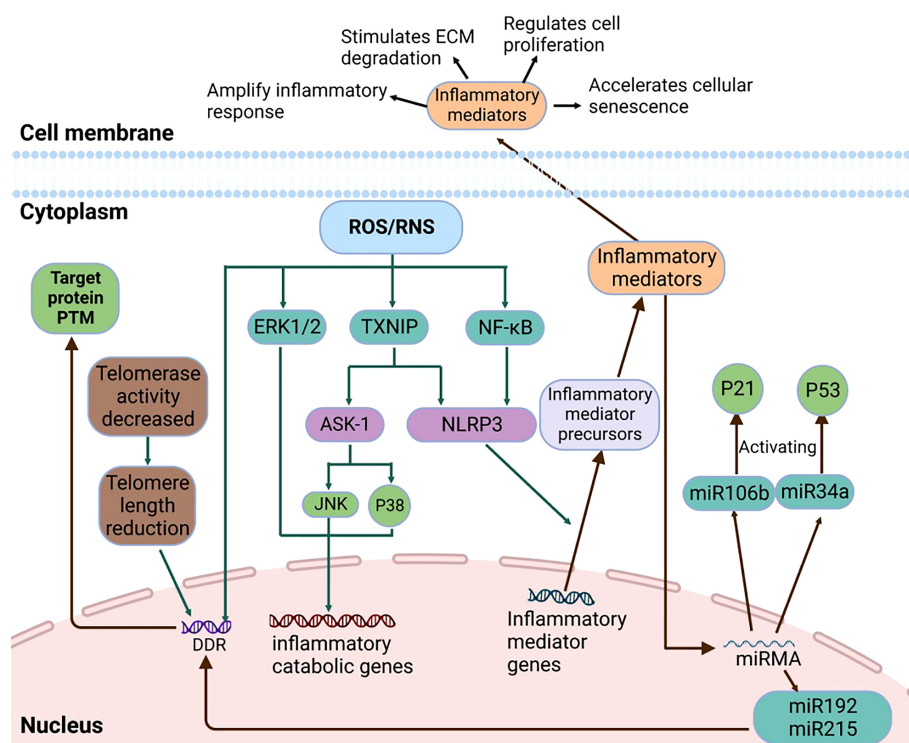 Stimulates ECM
degradation
Regulates cell
proliferation
Amplify inflammatory
response
Inflammatory
mediators
Accelerates cellular
senescence
Cell membrane
Cytoplasm
ROS/RNS
Inflammatory
mediators
Target
protein
PTM
ERK1/2
TXNIP
NF-κB
Telomerase
activity
decreased
Inflammatory
mediator
precursors
P21
P53
ASK-1
NLRP3
Activating
Telomere
length
reduction
JNK
P38
miR106b
miR34a
DDR
inflammatory
catabolic genes
Inflammatory
mediator
genes
miRMA
Nucleus
miR192
miR215